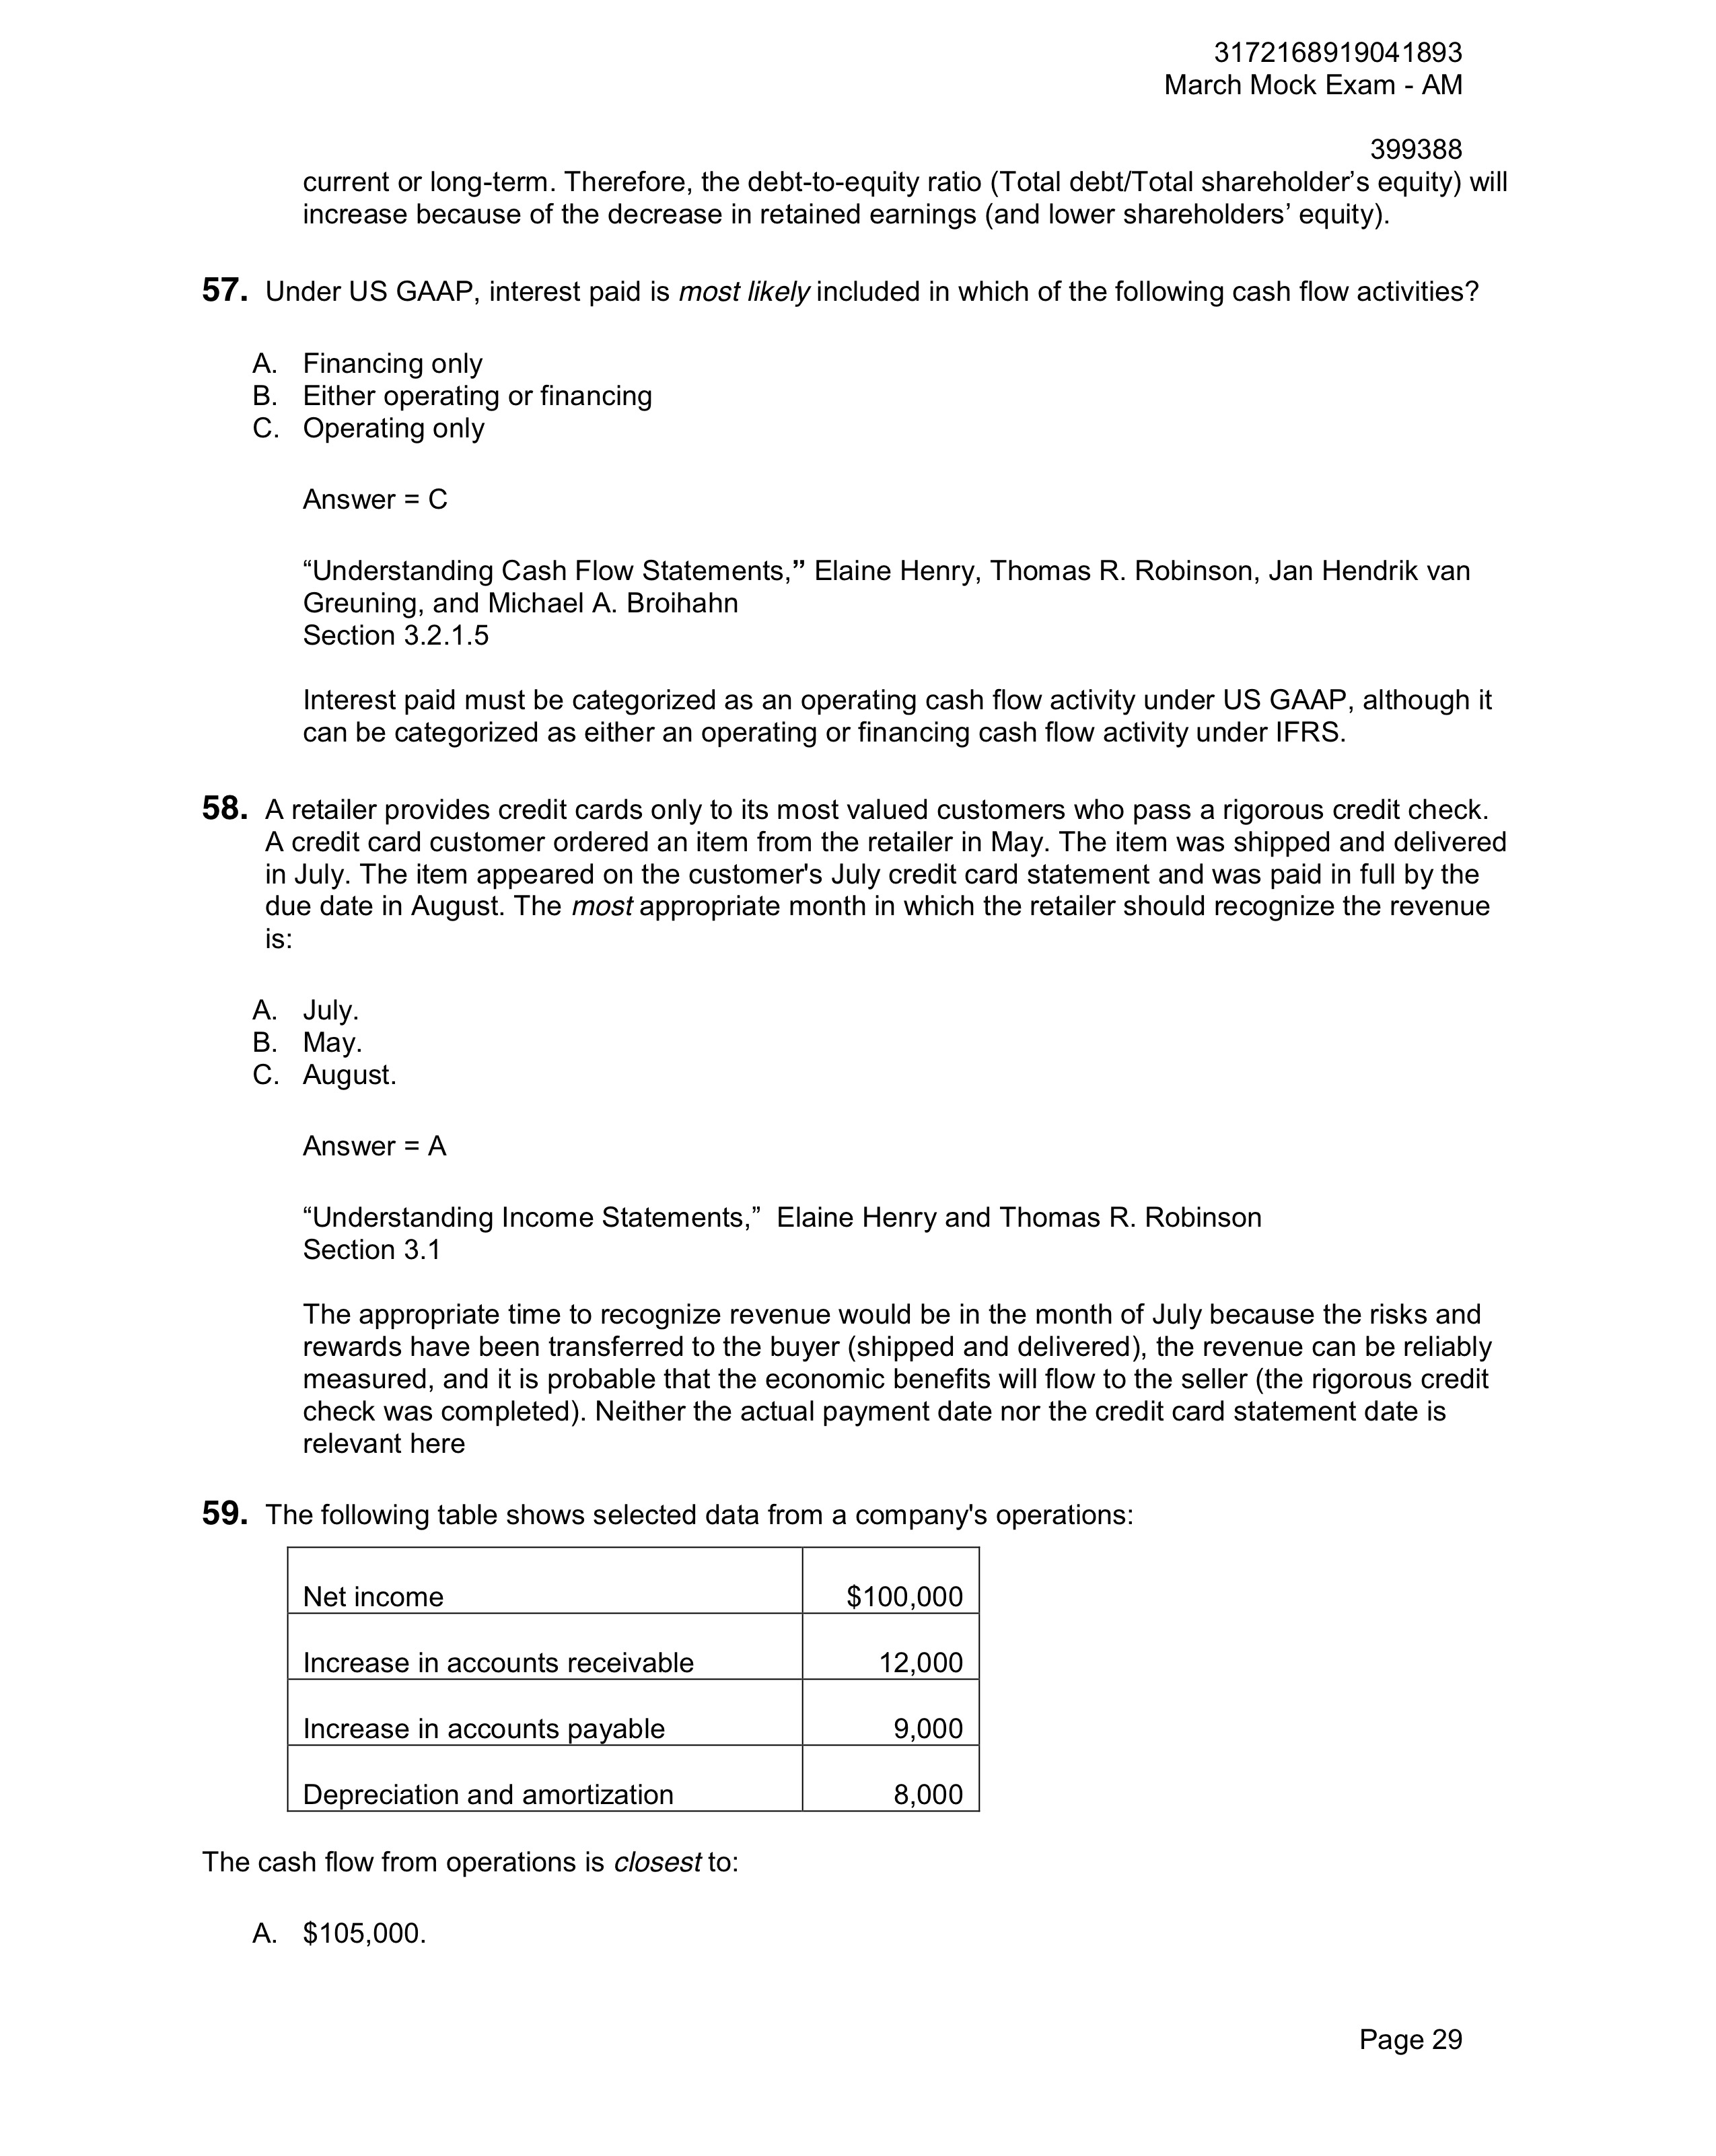 3172168919041893
March Mock Exam - AM
399388
current or long-term. Therefore, the debt-to-equity ratio (Total debt/Total shareholder’s equity) will
increase because of the decrease in retained earnings (and lower shareholders’ equity).
57. Under US GAAP, interest paid is most likely included in which of the following cash flow activities?
A. Financing only
B. Either operating or financing
C. Operating only
Answer = C
“Understanding Cash Flow Statements,” Elaine Henry, Thomas R. Robinson, Jan Hendrik van
Greuning, and Michael A. Broihahn
Section 3.2.1.5
Interest paid must be categorized as an operating cash flow activity under US GAAP, although it
can be categorized as either an operating or financing cash flow activity under IFRS.
58. A retailer provides credit cards only to its most valued customers who pass a rigorous credit check.
A credit card customer ordered an item from the retailer in May. The item was shipped and delivered
in July. The item appeared on the customer's July credit card statement and was paid in full by the
due date in August. The most appropriate month in which the retailer should recognize the revenue
is:
A. July.
B. May.
C. August.
Answer = A
“Understanding Income Statements,” Elaine Henry and Thomas R. Robinson
Section 3.1
The appropriate time to recognize revenue would be in the month of July because the risks and
rewards have been transferred to the buyer (shipped and delivered), the revenue can be reliably
measured, and it is probable that the economic benefits will flow to the seller (the rigorous credit
check was completed). Neither the actual payment date nor the credit card statement date is
relevant here
59. The following table shows selected data from a company's operations:
Net income $100,000
Increase in accounts receivable 12,000
Increase in accounts payable 9,000
Depreciation and amortization 8,000
The cash flow from operations is closest to:
A. $105,000.
Page 29